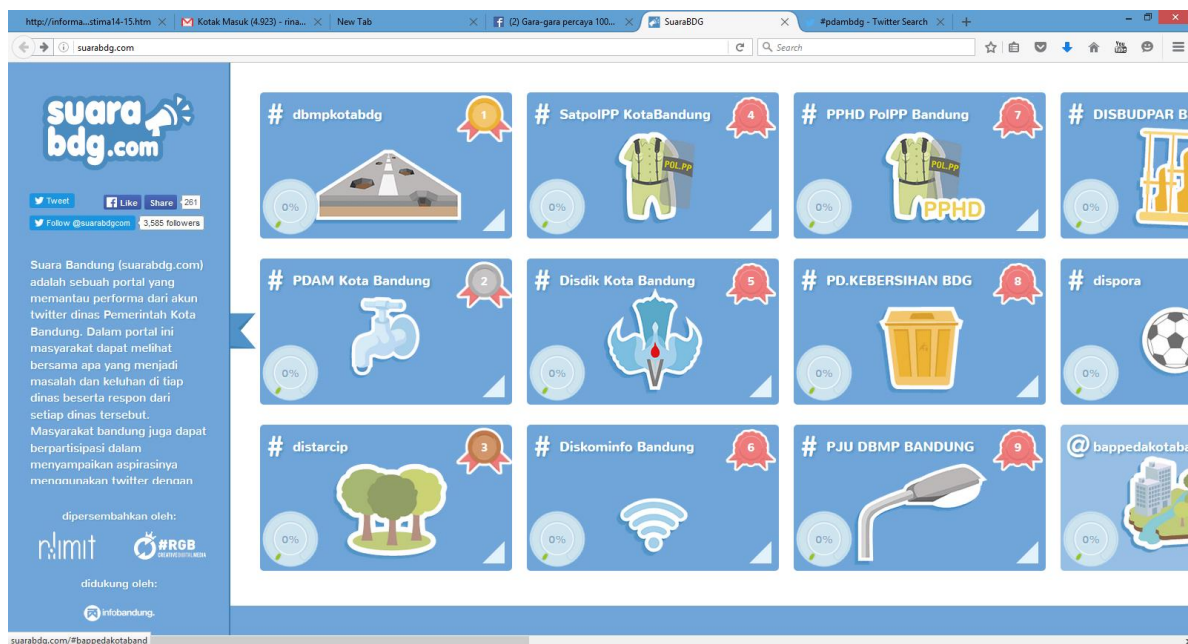 http://informa...stima14-15.htm
Kotak Masuk (4.923) - rina...
New Tab
(2) Gara-gara percaya 100...
SuaraBDG
#pdambdg - Twitter Search
suarabdg.com
Search
suara
bdg.com
Tweet
Like
Share
261
Follow @suarabdgcom
3,585 followers
Suara Bandung (suarabdg.com)
adalah sebuah portal yang
memantau performa dari akun
twitter dinas Pemerintah Kota
Bandung. Dalam portal ini
masyarakat dapat melihat
bersama apa yang menjadi
masalah dan keluhan di tiap
dinas beserta respon dari
setiap dinas tersebut.
Masyarakat bandung juga dapat
berpartisipasi dalam
menyampaikan aspirasinya
menggunakan twitter dengan
dipersembahkan oleh:
#RGB
CREATIVE DIGITAL MEDIA
didukung oleh:
infobandung.
# dbmpkotabdg
1
0%
# SatpolPP KotaBandung
4
POL.PP
0%
# PPHD PolPP Bandung
7
POL.PP
PPHD
0%
# DISBUDPAR B
0%
# PDAM Kota Bandung
2
0%
# Disdik Kota Bandung
5
0%
# PD.KEBERSIHAN BDG
8
0%
# dispora
0%
# distarcip
3
0%
# Diskominfo Bandung
6
0%
# PJU DBMP BANDUNG
9
0%
@ bappedakotaba
0%
suarabdg.com/#bappedakotaband